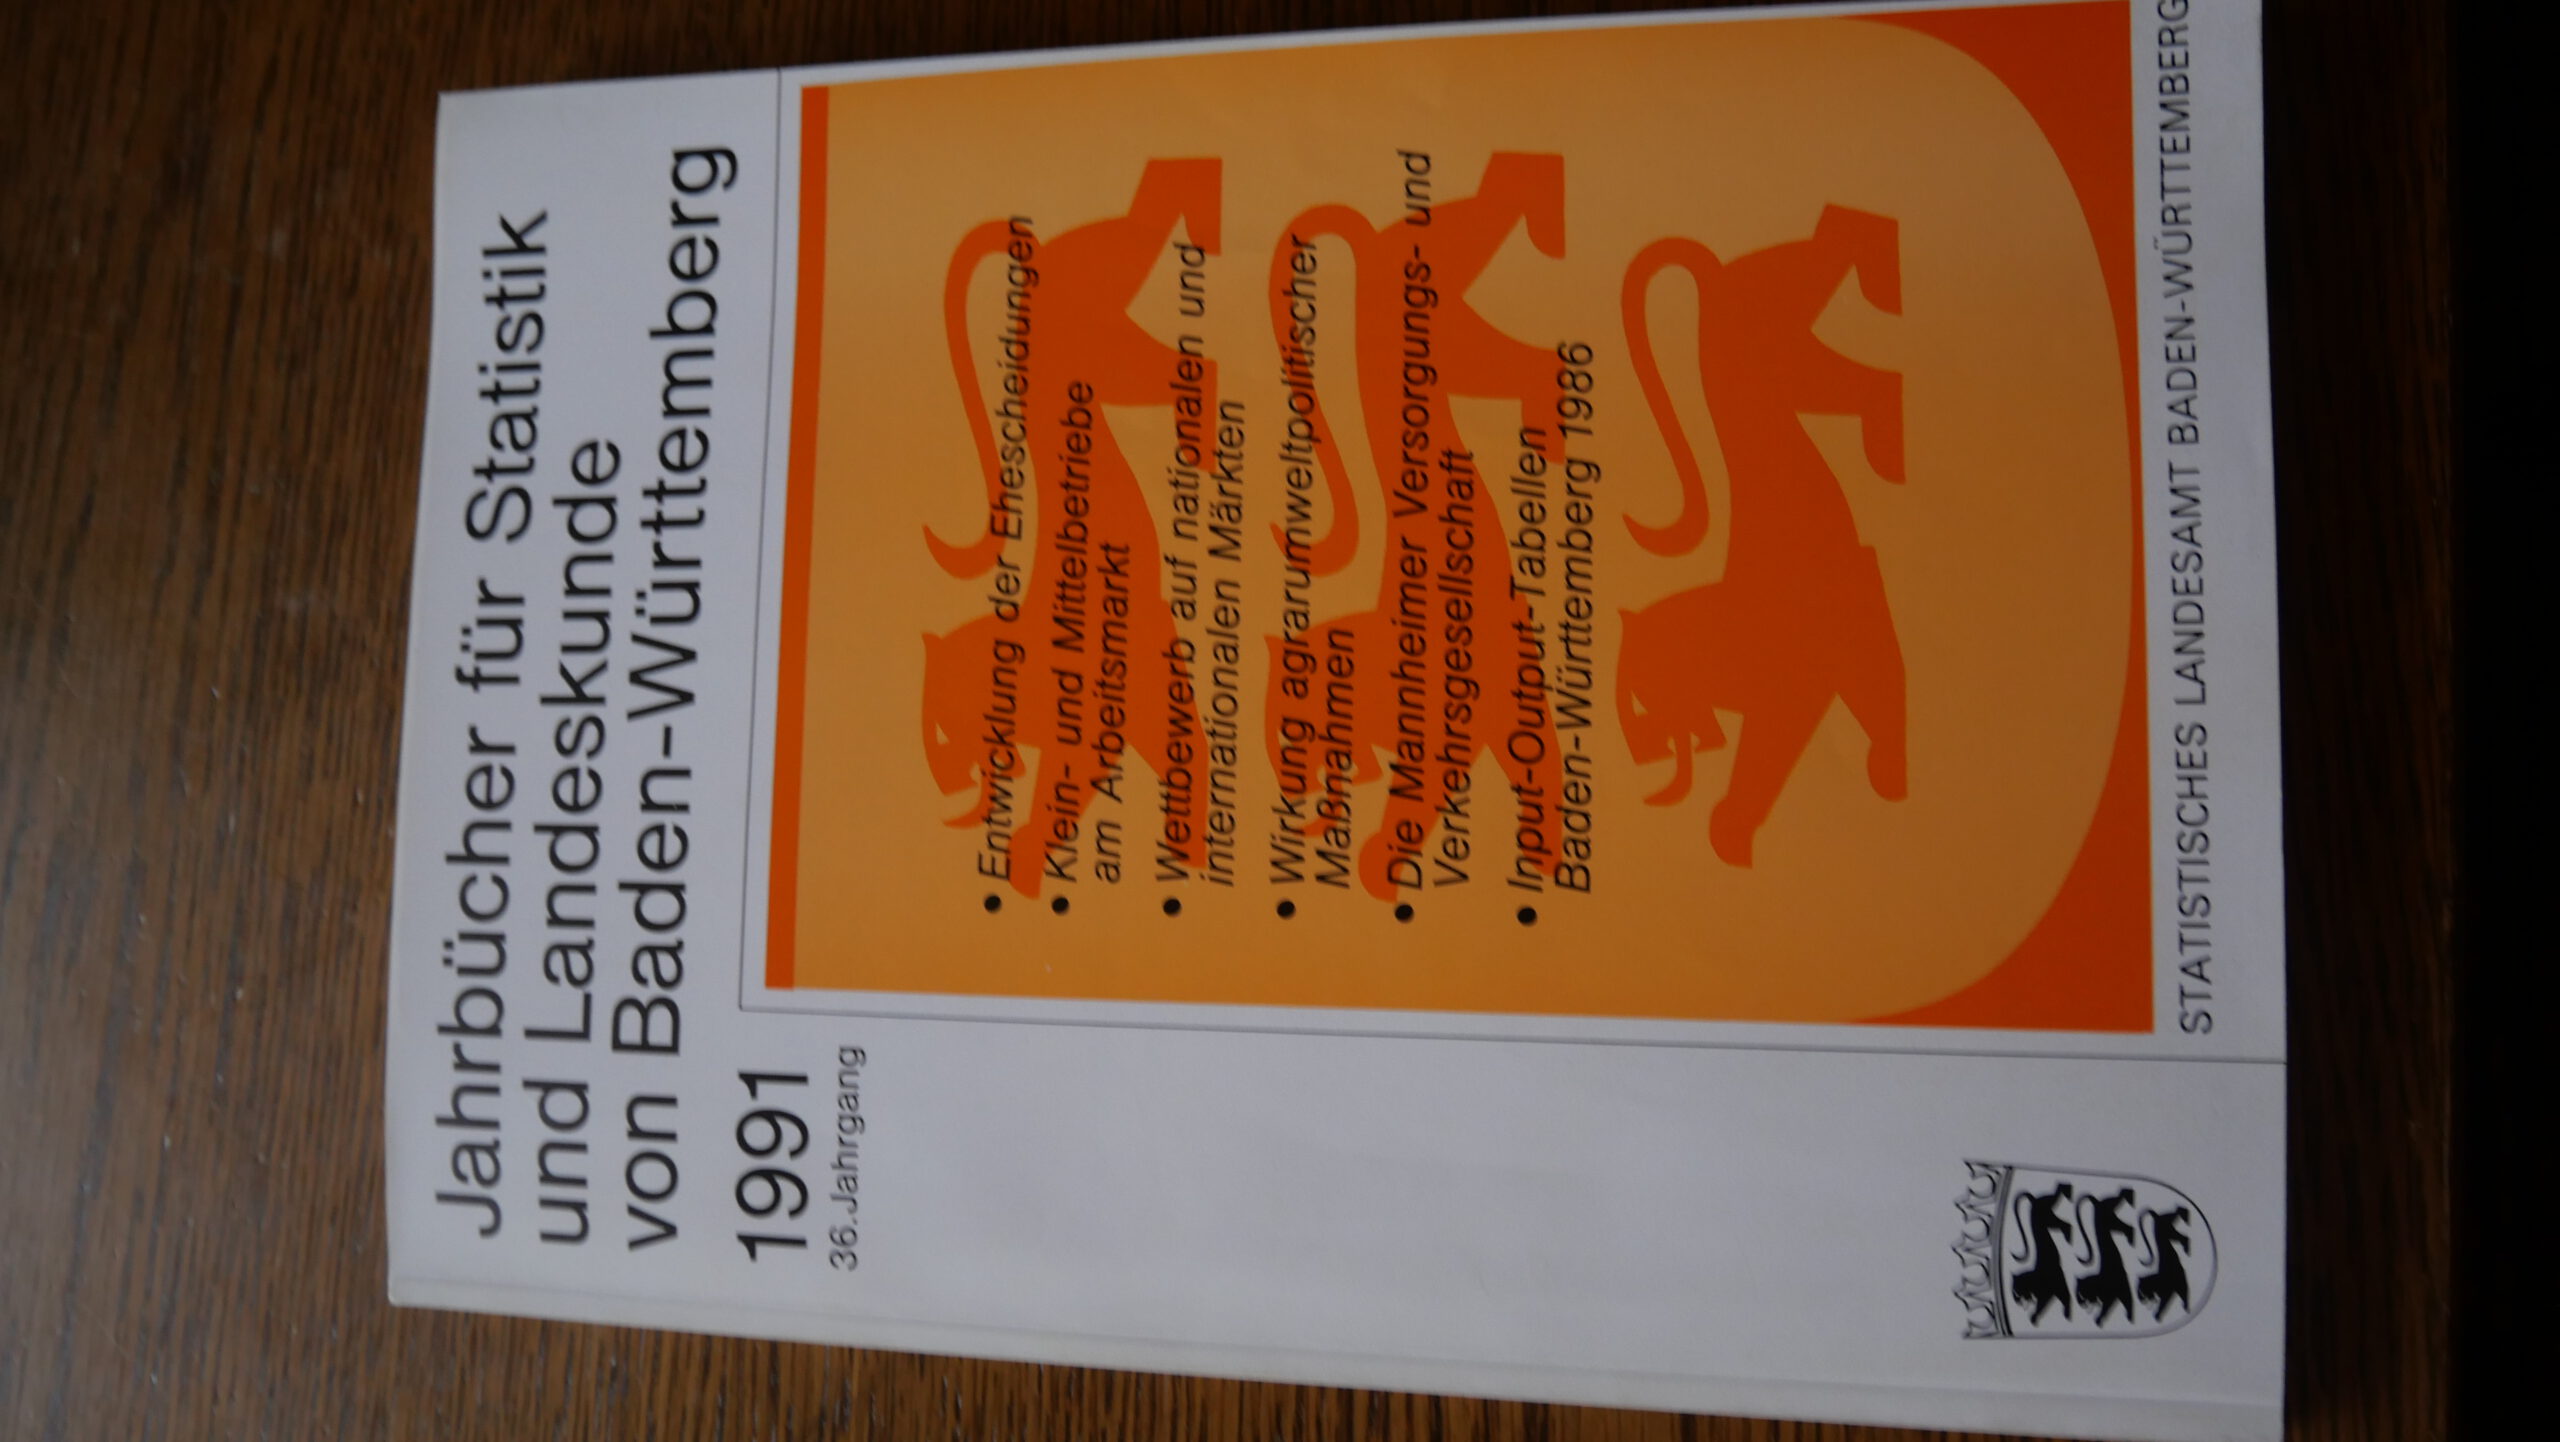 Jahrbücher für Statistik
und Landeskunde
von Baden-Württemberg
1991
36. Jahrgang
• Entwicklung der Ehescheidungen
• Klein- und Mittelbetriebe
am Arbeitsmarkt
• Wettbewerb auf nationalen und
internationalen Märkten
• Wirkung agrarumweltpolitischer
Maßnahmen
• Die Mannheimer Versorgungs- und
Verkehrsgesellschaft
• Input-Output-Tabellen
Baden-Württemberg 1986
STATISTISCHES LANDESAMT BADEN-WÜRTTEMBERG